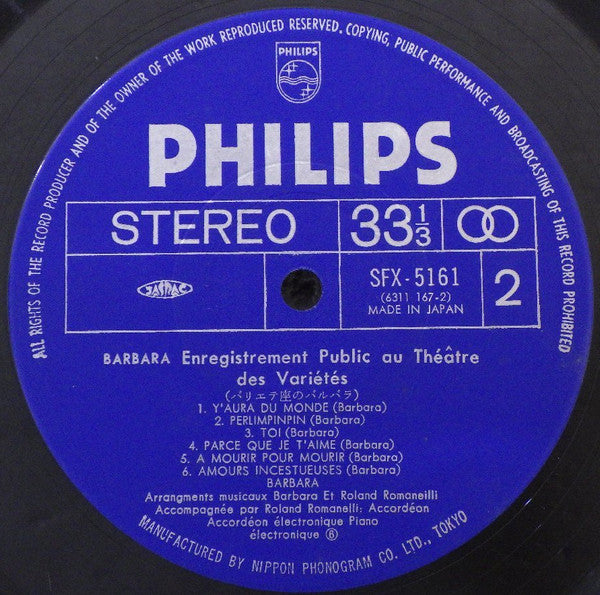 ALL RIGHTS OF THE RECORD PRODUCER AND OF THE OWNER OF THE WORK REPRODUCED RESERVED. COPYING, PUBLIC PERFORMANCE AND BROADCASTING OF THIS RECORD PROHIBITED
PHILIPS
PHILIPS
STEREO
33 1/3
JASRAC
SFX-5161
(6311 167-2)
MADE IN JAPAN
2
BARBARA Enregistrement Public au Théâtre
des Variétés
(バリエテ座のバルバラ)
1. Y'AURA DU MONDE (Barbara)
2. PERLIMPINPIN (Barbara)
3. TOI (Barbara)
4. PARCE QUE JE T'AIME (Barbara)
5. A MOURIR POUR MOURIR (Barbara)
6. AMOURS INCESTUEUSES (Barbara)
BARBARA
Arrangments musicaux Barbara Et Roland Romaneilli
Accompagnée par Roland Romanelli: Accordéon
Accordéon électronique Piano
électronique ⑥
MANUFACTURED BY NIPPON PHONOGRAM CO. LTD., TOKYO